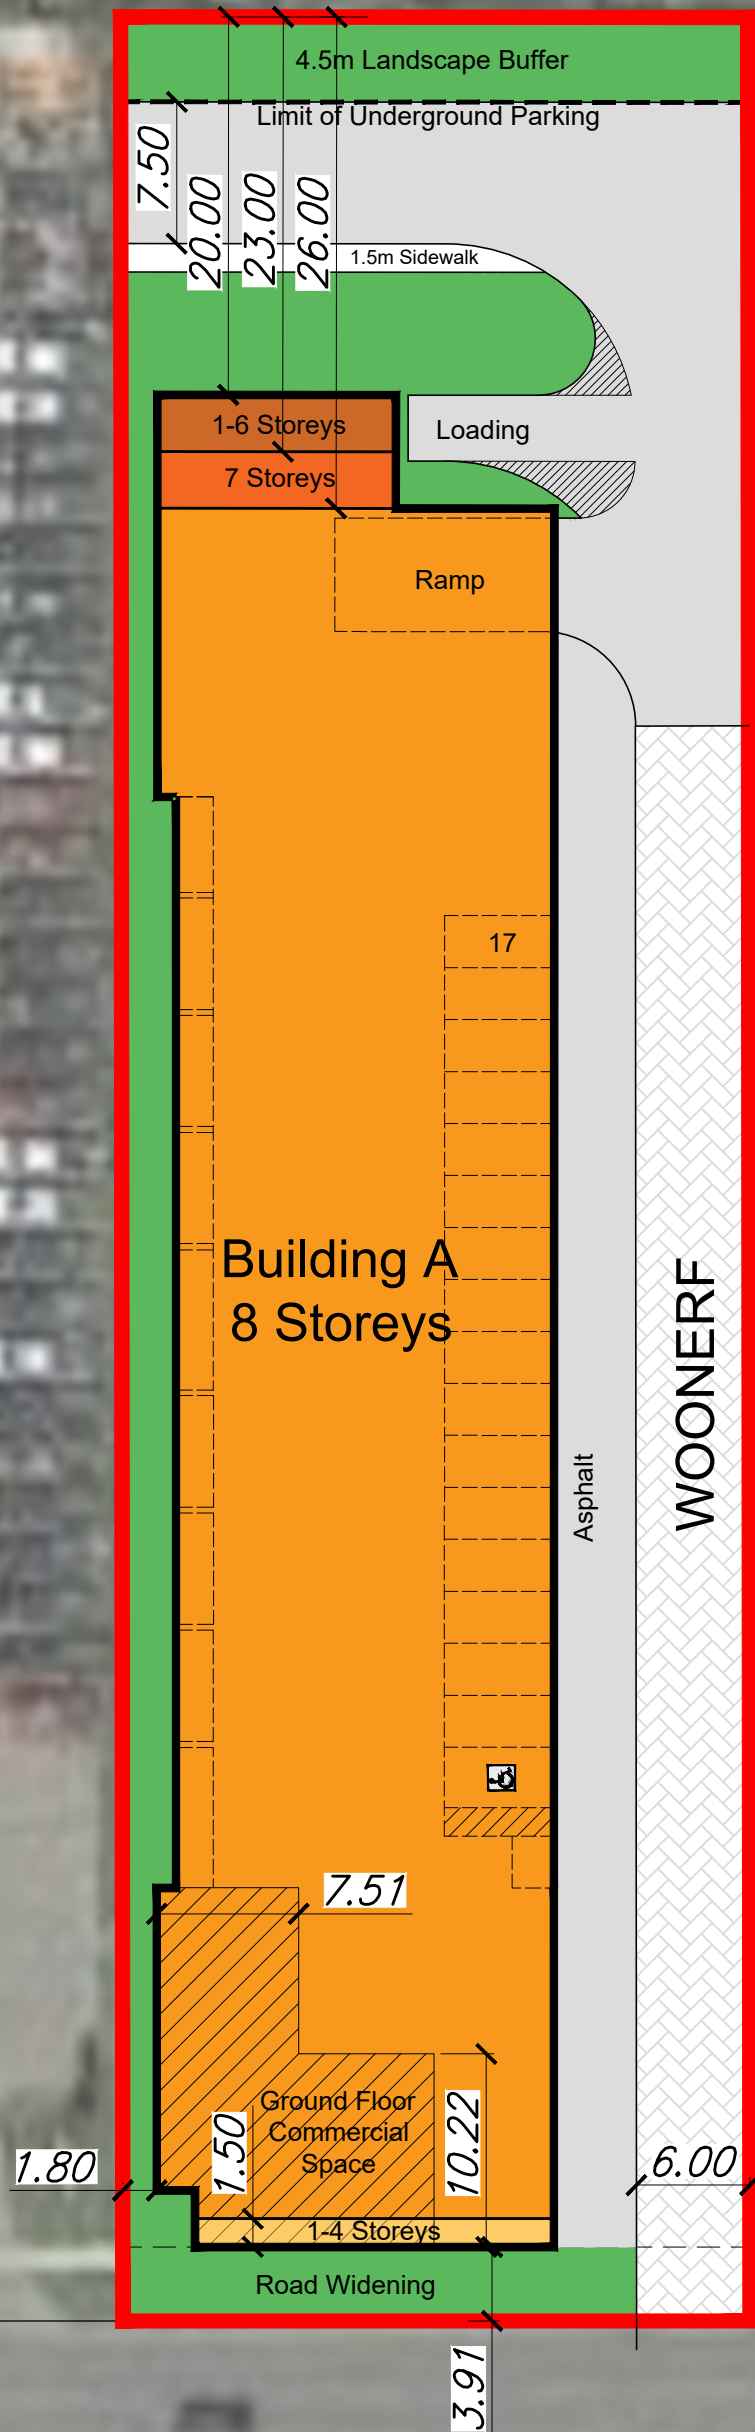 4.5m Landscape Buffer
Limit of Underground Parking
7.50
20.00
23.00
26.00
1.5m Sidewalk
1-6 Storeys
Loading
7 Storeys
Ramp
17
Building A
8 Storeys
WOONERF
Asphalt
7.51
Ground Floor
Commercial
Space
1.50
10.22
1.80
6.00
1-4 Storeys
Road Widening
3.91